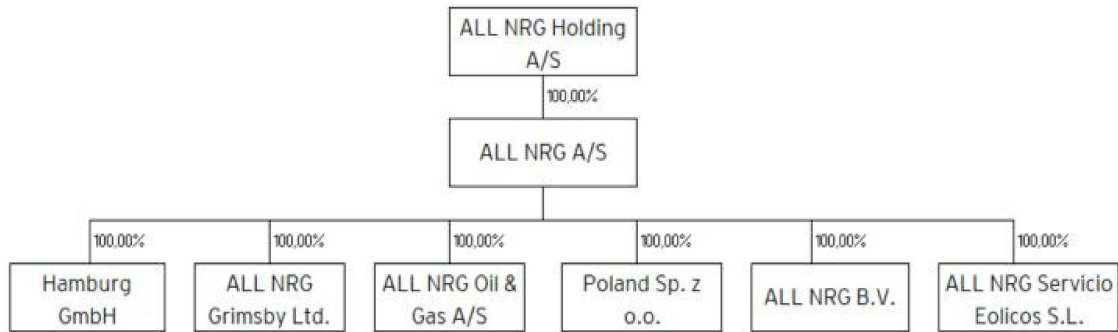 ALL NRG Holding
A/S
100,00%
ALL NRG A/S
100,00%
100,00%
100,00%
100,00%
100,00%
100,00%
Hamburg
GmbH
ALL NRG
Grimsby Ltd.
ALL NRG Oil &
Gas A/S
Poland Sp. z
o.o.
ALL NRG B.V.
ALL NRG Servicio
Eolicos S.L.